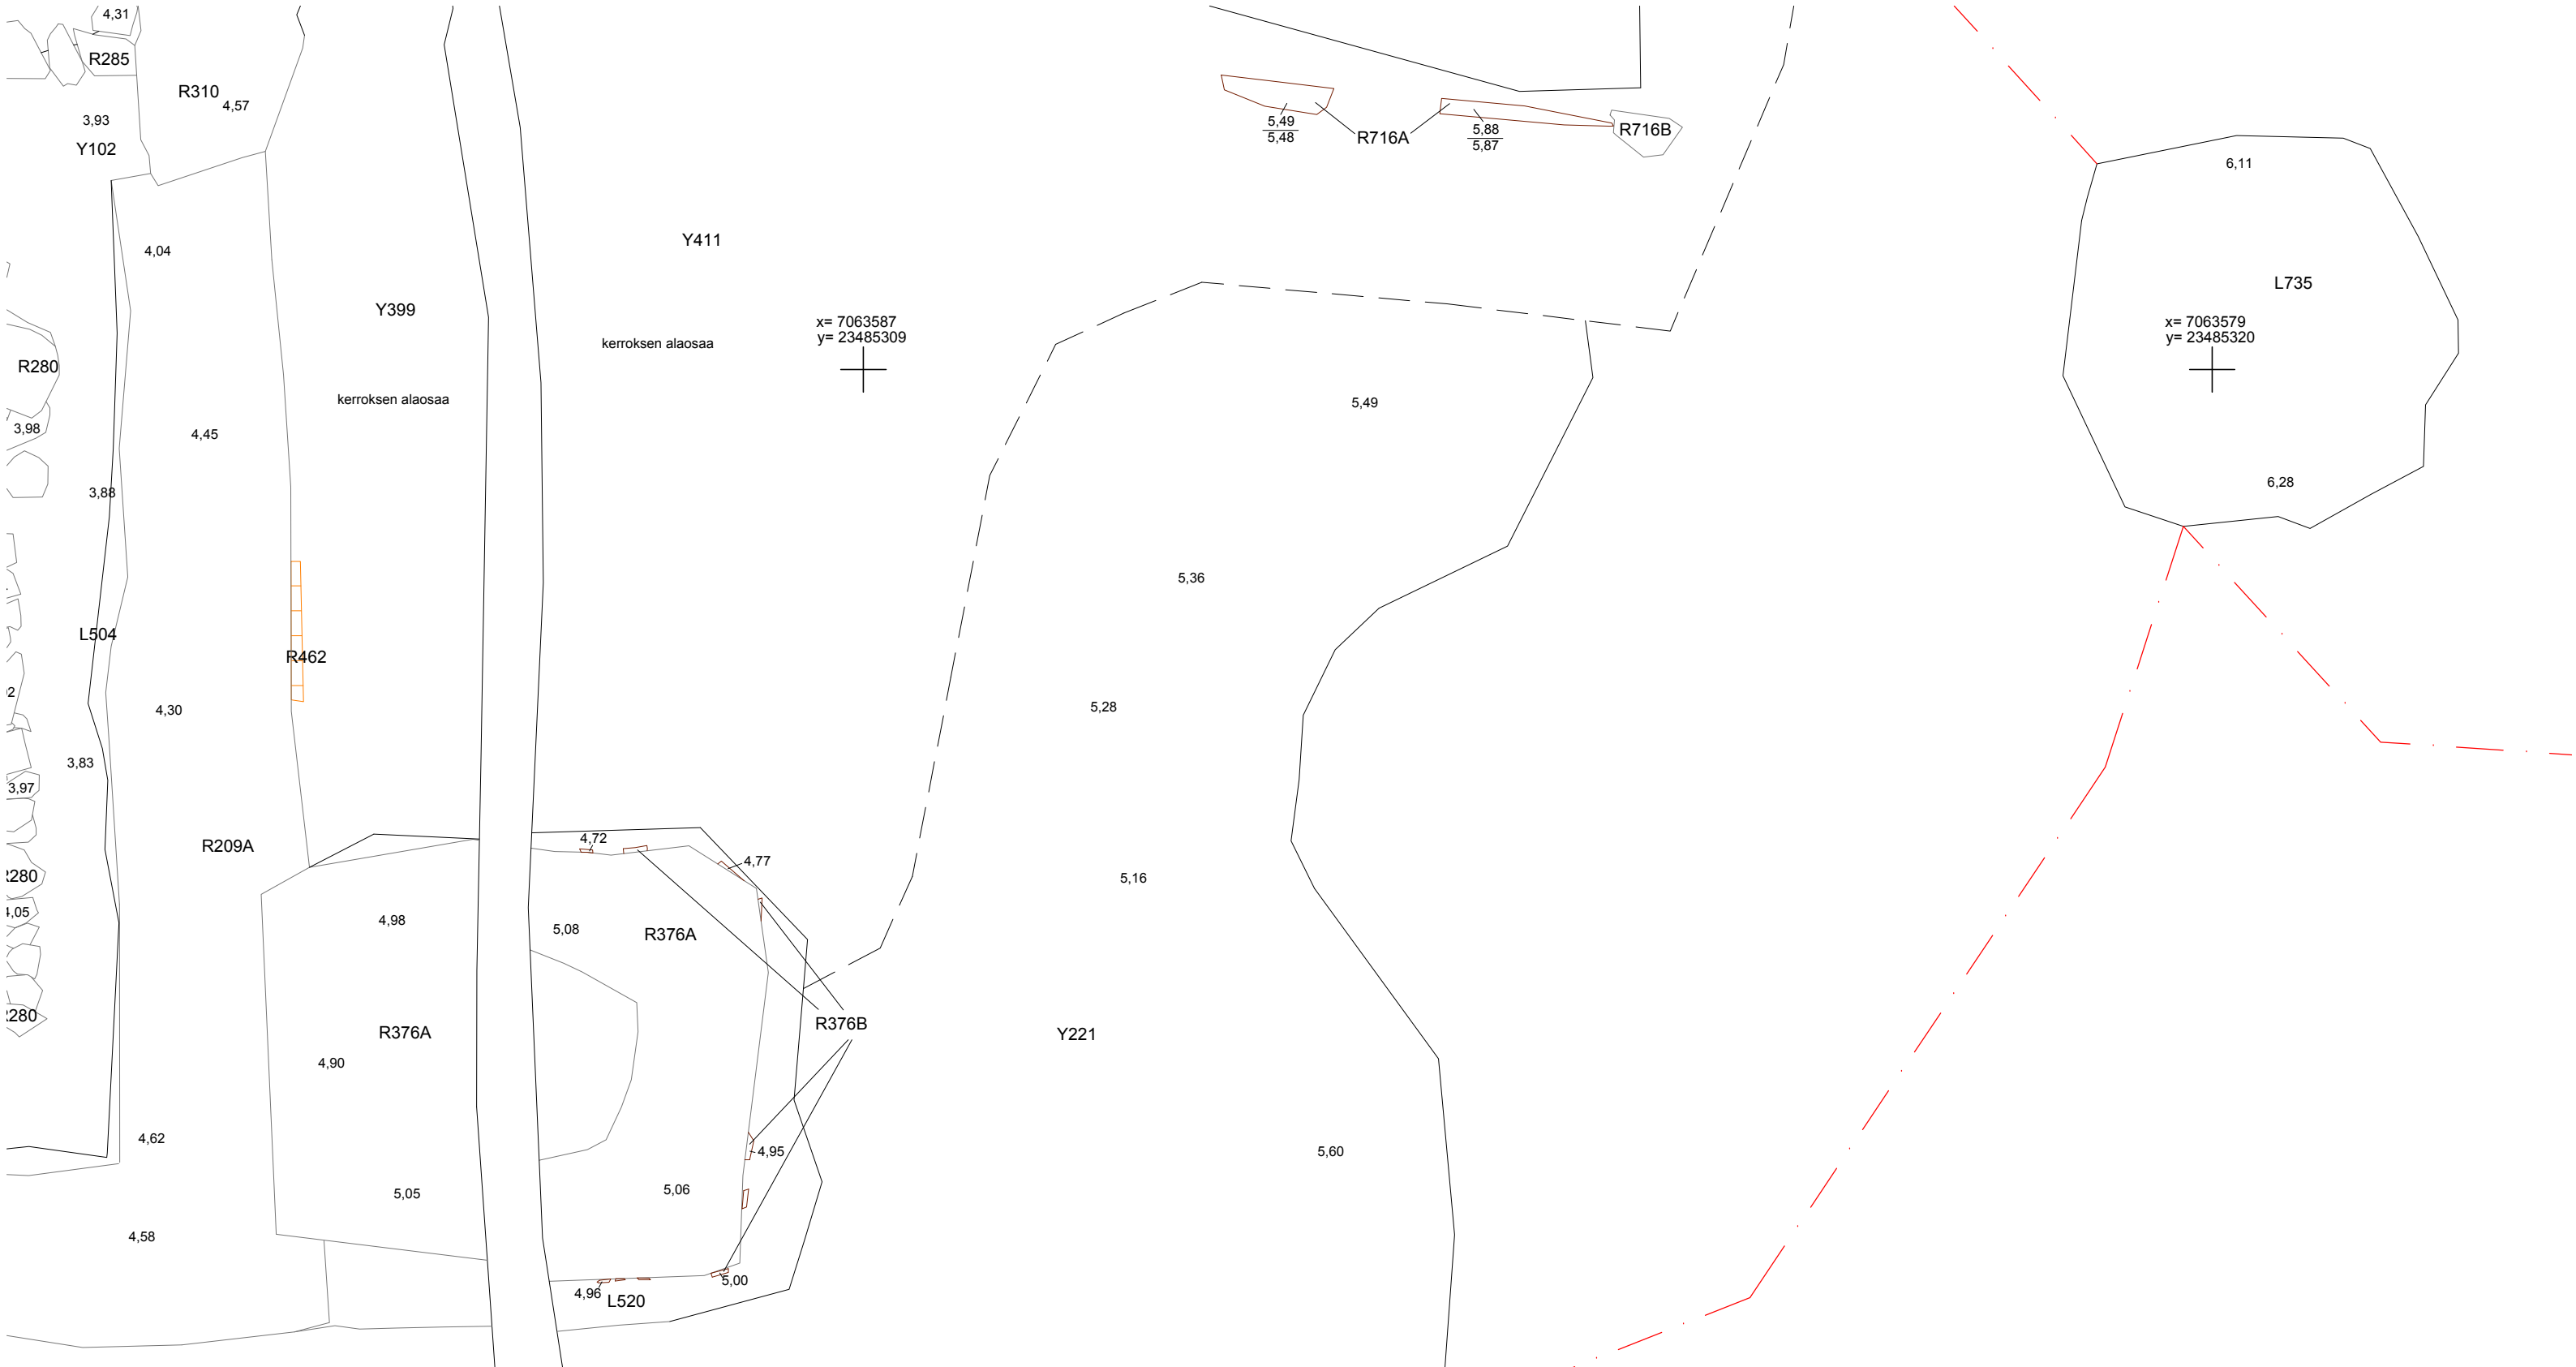 4,31
R285
R310
4,57
3,93
Y102
5,49
5,48
R716A
5,88
5,87
R716B
6,11
4,04
Y411
L735
Y399
x= 7063587
y= 23485309
x= 7063579
y= 23485320
kerroksen alaosaa
R280
kerroksen alaosaa
5,49
3,98
4,45
6,28
3,88
5,36
L504
R462
4,30
5,28
3,83
3,97
4,72
R209A
4,77
R280
5,16
4,05
4,98
5,08
R376A
R280
R376B
R376A
Y221
4,90
4,62
4,95
5,60
5,05
5,06
4,58
5,00
4,96
L520